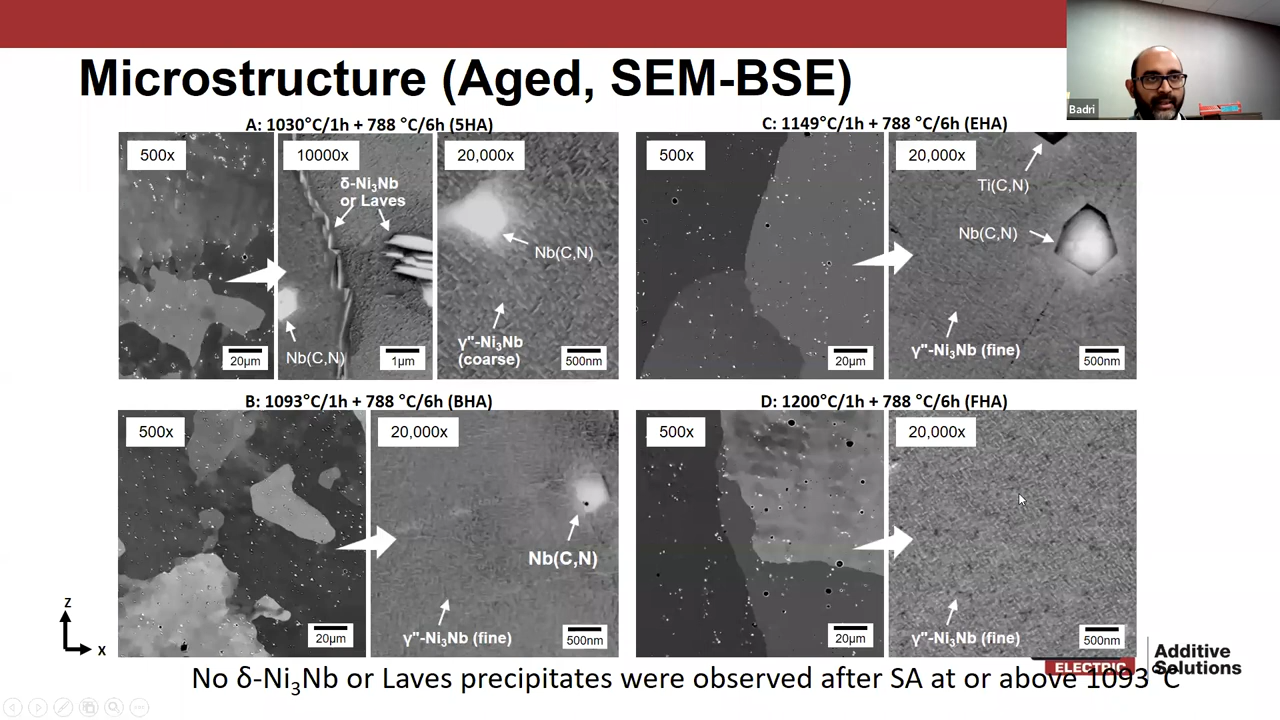 Badri
Microstructure (Aged, SEM-BSE)
A: 1030°C/1h + 788 °C/6h (5HA)
500x
10000x
δ-Ni₃Nb
or Laves
Nb(C,N)
1µm
20µm
20,000x
Nb(C,N)
γ"-Ni₃Nb
(coarse)
500nm
C: 1149°C/1h + 788 °C/6h (EHA)
500x
20µm
20,000x
Ti(C,N)
Nb(C,N)
γ"-Ni₃Nb (fine)
500nm
B: 1093°C/1h + 788 °C/6h (BHA)
500x
20µm
20,000x
Nb(C,N)
γ"-Ni₃Nb (fine)
500nm
D: 1200°C/1h + 788 °C/6h (FHA)
500x
20µm
20,000x
γ"-Ni₃Nb (fine)
500nm
Z
X
ELECTRIC
Additive
Solutions
No δ-Ni₃Nb or Laves precipitates were observed after SA at or above 1093 °C